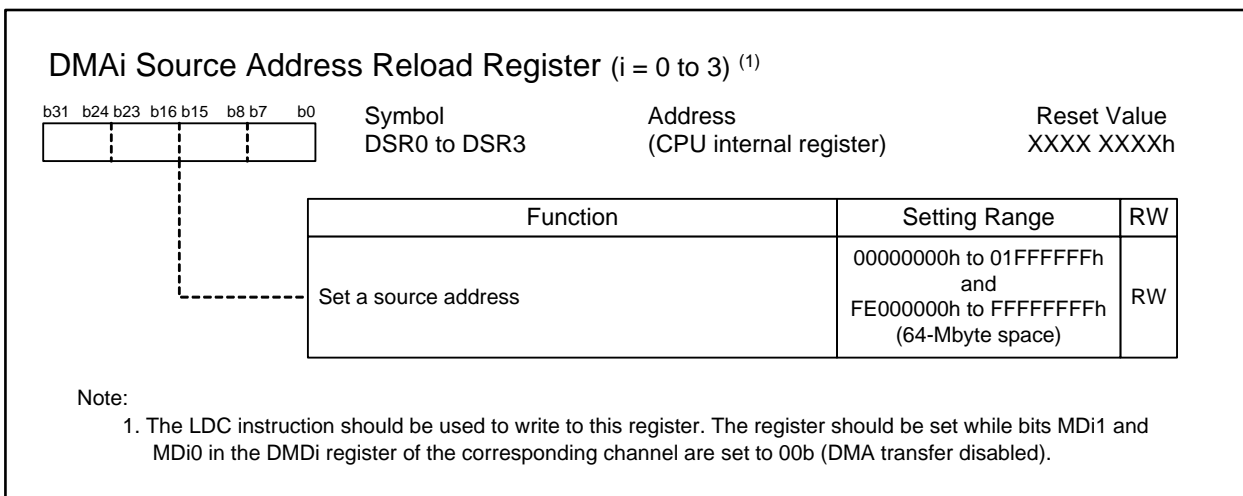 DMAi Source Address Reload Register (i = 0 to 3) (1)
b31 b24 b23 b16 b15 b8 b7 b0
Symbol Address Reset Value
DSR0 to DSR3 (CPU internal register) XXXX XXXXh
Function Setting Range RW
Set a source address
00000000h to 01FFFFFFh
and
FE000000h to FFFFFFFFh
(64-Mbyte space)
RW
Note:
1. The LDC instruction should be used to write to this register. The register should be set while bits MDi1 and
MDi0 in the DMDi register of the corresponding channel are set to 00b (DMA transfer disabled).